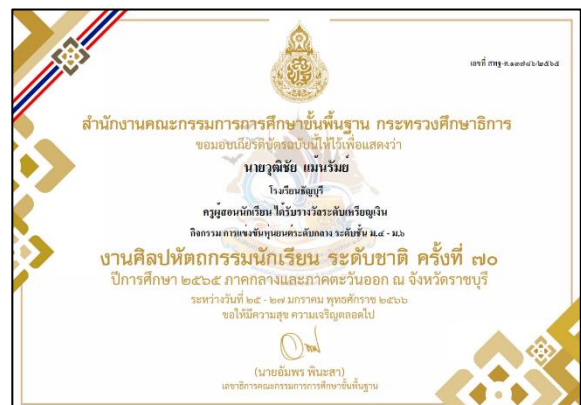 เลขที่ สพฐ-ค.๑๓๗๔๖/๒๕๖๕
สำนักงานคณะกรรมการการศึกษาขั้นพื้นฐาน กระทรวงศึกษาธิการ
ขอมอบเกียรติบัตรฉบับนี้ให้ไว้เพื่อแสดงว่า
นายวุฒิชัย แม้นรัมย์
โรงเรียนธัญบุรี
ครูผู้สอนนักเรียน ได้รับรางวัลระดับเหรียญเงิน
กิจกรรม การแข่งขันหุ่นยนต์ระดับกลาง ระดับชั้น ม.๔ - ม.๖
งานศิลปหัตถกรรมนักเรียน ระดับชาติ ครั้งที่ ๗๐
ปีการศึกษา ๒๕๖๕ ภาคกลางและภาคตะวันออก ณ จังหวัดราชบุรี
ระหว่างวันที่ ๒๕ - ๒๗ มกราคม พุทธศักราช ๒๕๖๖
ขอให้มีความสุข ความเจริญตลอดไป
(นายอัมพร พินะสา)
เลขาธิการคณะกรรมการการศึกษาขั้นพื้นฐาน